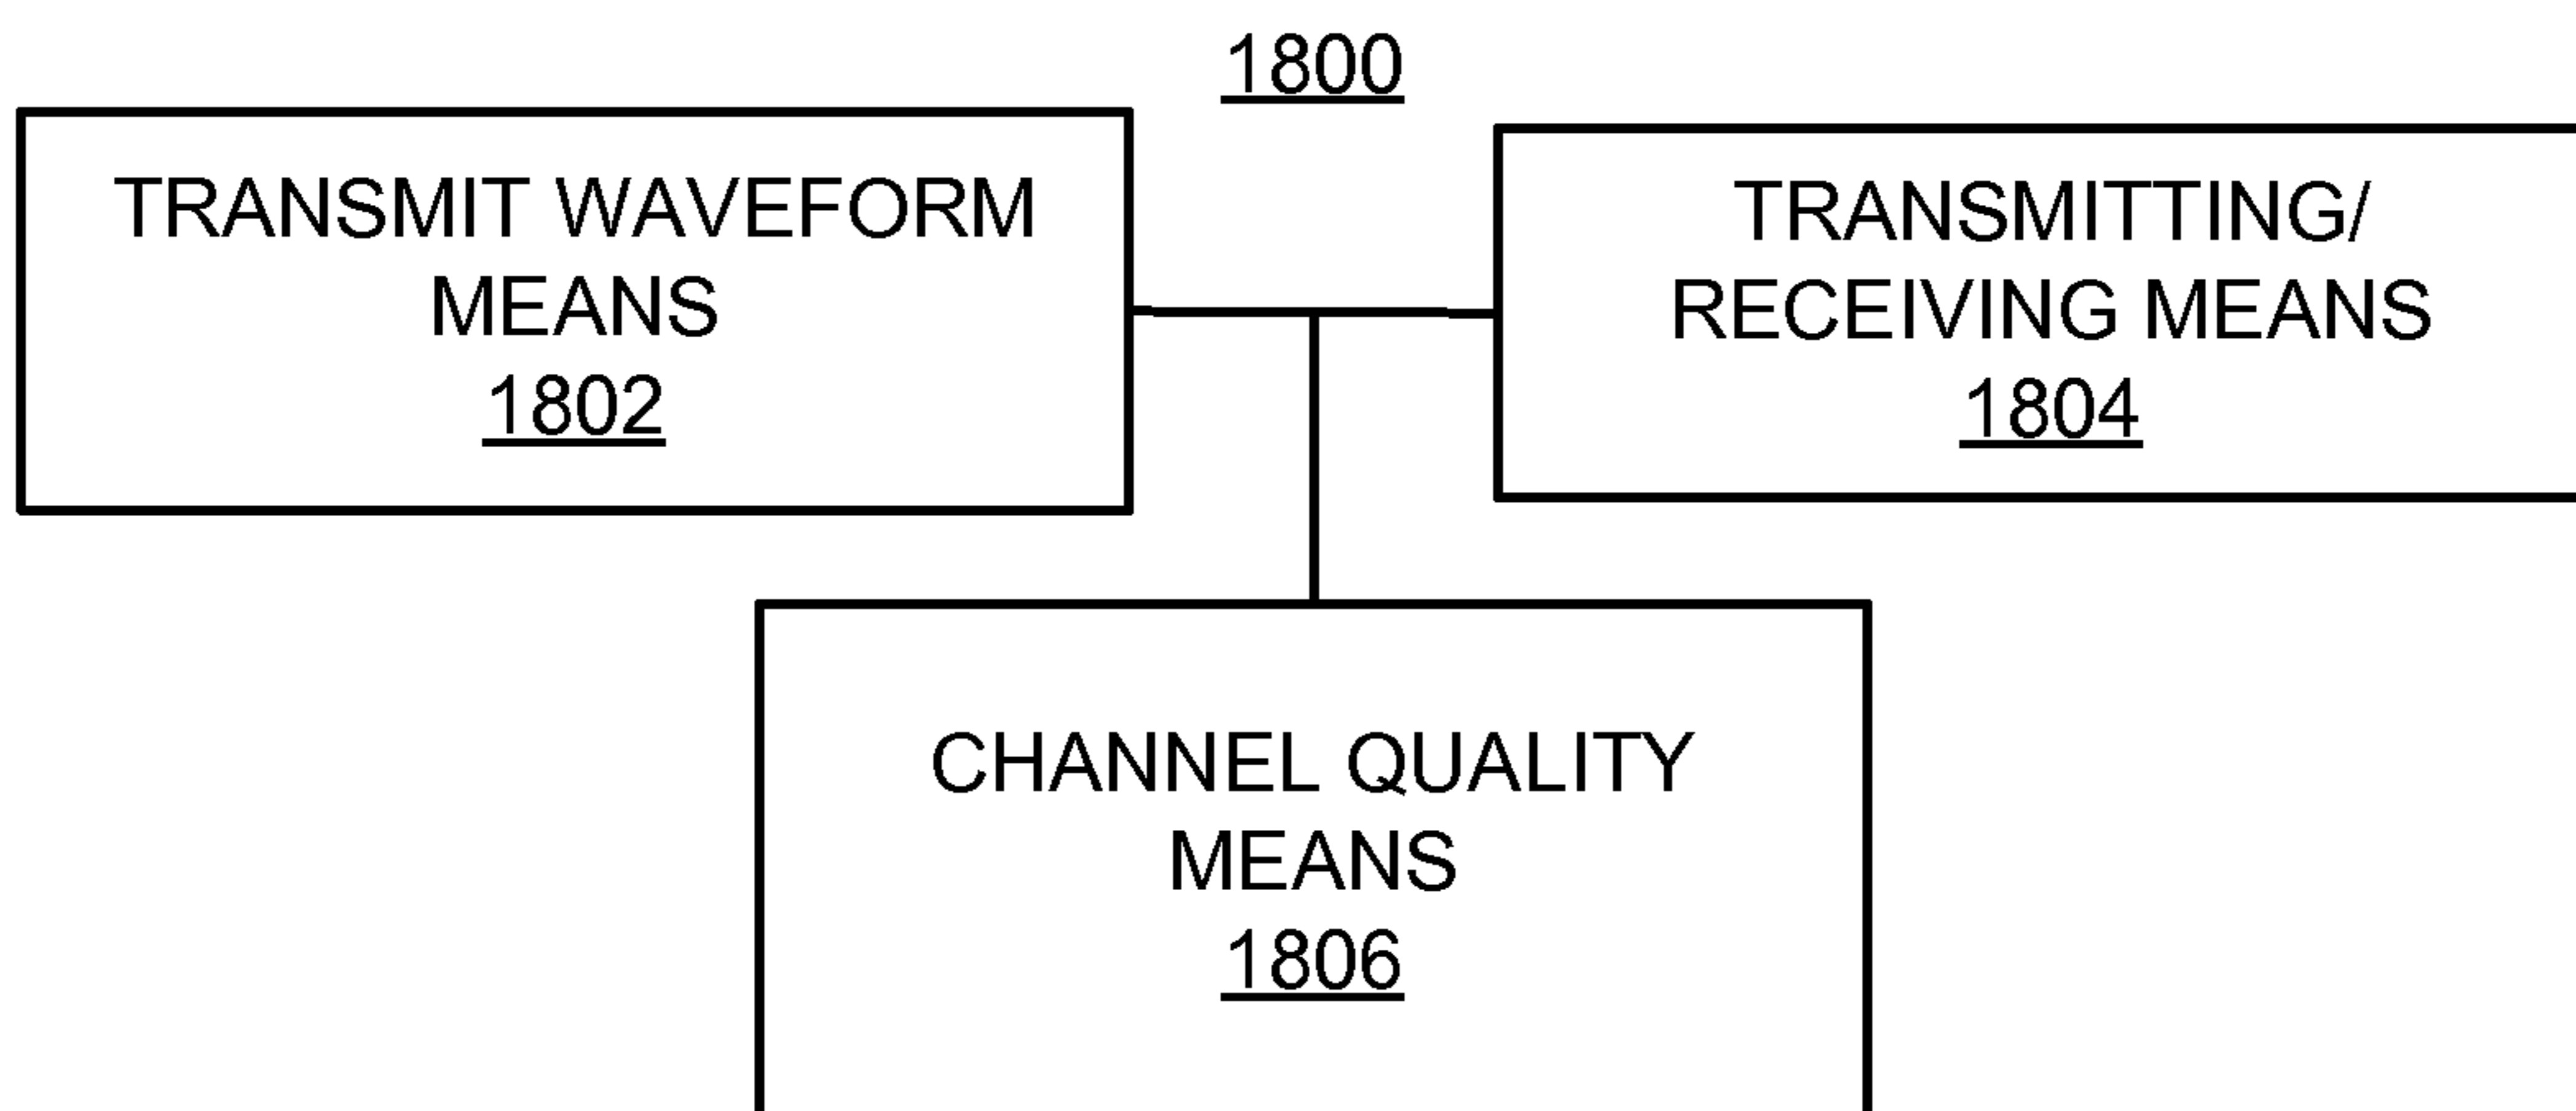 1800
TRANSMIT WAVEFORM
MEANS
1802
TRANSMITTING/
RECEIVING MEANS
1804
CHANNEL QUALITY
MEANS
1806